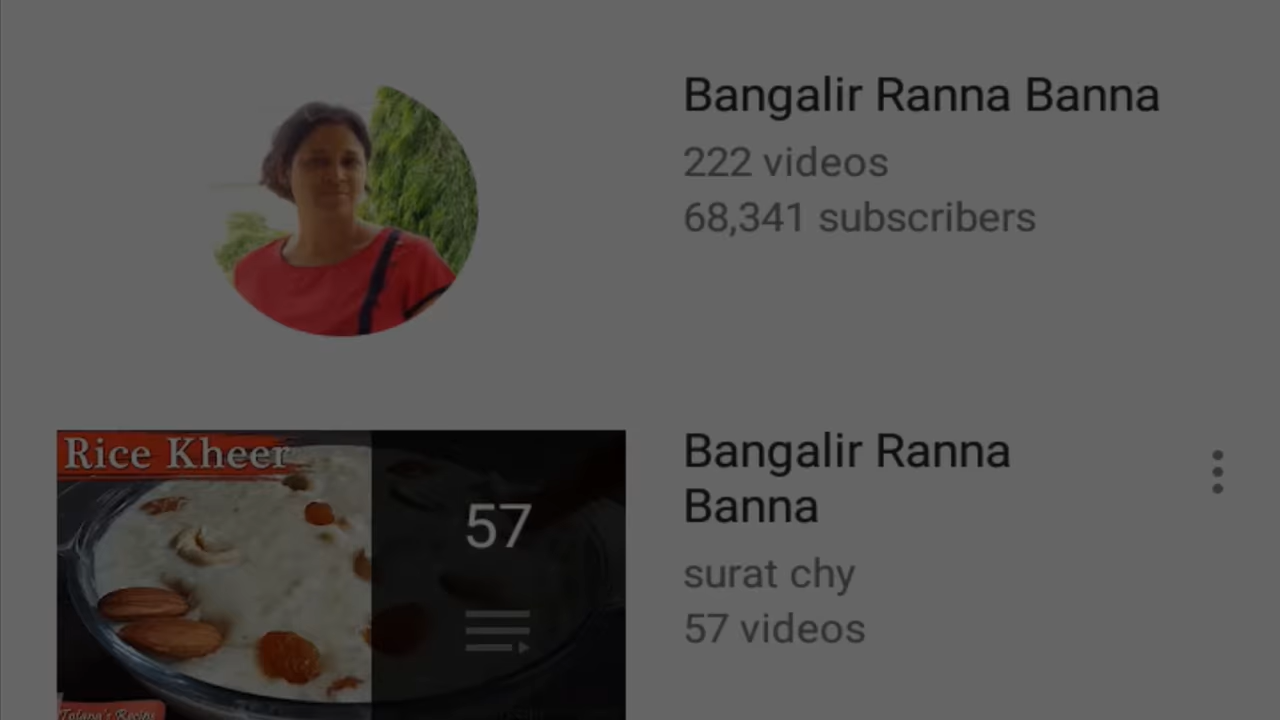 Bangalir Ranna Banna
222 videos
68,341 subscribers
Rice Kheer
57
Bangalir Ranna
Banna
surat chy
57 videos